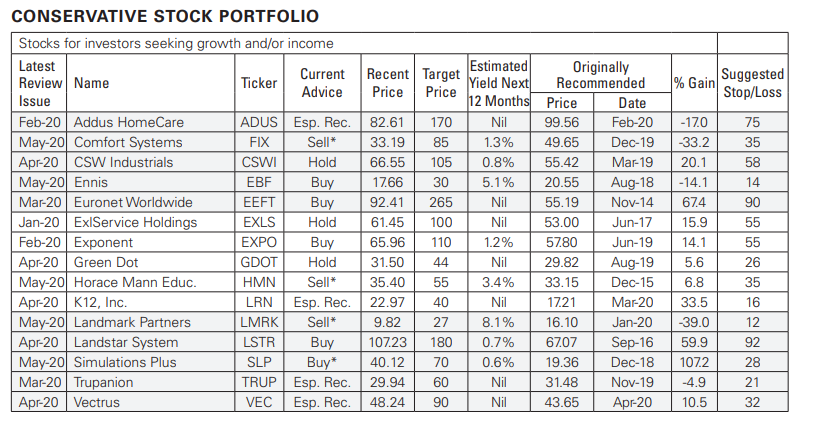 CONSERVATIVE STOCK PORTFOLIO
Stocks for investors seeking growth and/or income
Latest Review Issue Name Ticker Current Advice Recent Price Target Price Estimated Yield Next 12 Months Originally Recommended Price Date % Gain Suggested Stop/Loss
Feb-20 Addus HomeCare ADUS Esp. Rec. 82.61 170 Nil 99.56 Feb-20 -17.0 75
May-20 Comfort Systems FIX Sell* 33.19 85 1.3% 49.65 Dec-19 -33.2 35
Apr-20 CSW Industrials CSWI Hold 66.55 105 0.8% 55.42 Mar-19 20.1 58
May-20 Ennis EBF Buy 17.66 30 5.1% 20.55 Aug-18 -14.1 14
Mar-20 Euronet Worldwide EEFT Buy 92.41 265 Nil 55.19 Nov-14 67.4 90
Jan-20 ExlService Holdings EXLS Hold 61.45 100 Nil 53.00 Jun-17 15.9 55
Feb-20 Exponent EXPO Buy 65.96 110 1.2% 57.80 Jun-19 14.1 55
Apr-20 Green Dot GDOT Hold 31.50 44 Nil 29.82 Aug-19 5.6 26
May-20 Horace Mann Educ. HMN Sell* 35.40 55 3.4% 33.15 Dec-15 6.8 35
Apr-20 K12, Inc. LRN Esp. Rec. 22.97 40 Nil 17.21 Mar-20 33.5 16
May-20 Landmark Partners LMRK Sell* 9.82 27 8.1% 16.10 Jan-20 -39.0 12
Apr-20 Landstar System LSTR Buy 107.23 180 0.7% 67.07 Sep-16 59.9 92
May-20 Simulations Plus SLP Buy* 40.12 70 0.6% 19.36 Dec-18 107.2 28
Mar-20 Trupanion TRUP Esp. Rec. 29.94 60 Nil 31.48 Nov-19 -4.9 21
Apr-20 Vectrus VEC Esp. Rec. 48.24 90 Nil 43.65 Apr-20 10.5 32